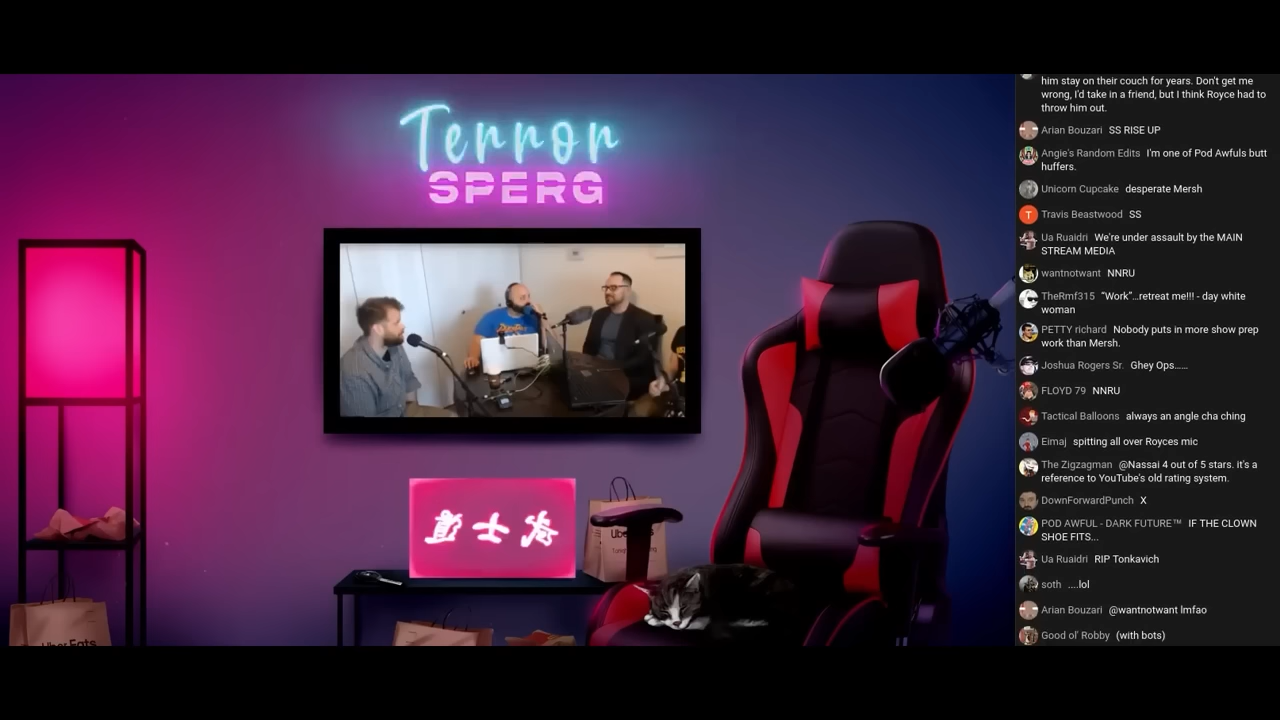 Terror
SPERG
Uber
Uber Eats
him stay on their couch for years. Don't get me
wrong, I'd take in a friend, but I think Royce had to
throw him out.
Arian Bouzari SS RISE UP
Angie's Random Edits I'm one of Pod Awfuls butt
huffers.
Unicorn Cupcake desperate Mersh
T Travis Beastwood SS
Ua Ruaidri We're under assault by the MAIN
STREAM MEDIA
wantnotwant NNRU
TheRmf315 “Work”…retreat me!!! - day white
woman
PETTY richard Nobody puts in more show prep
work than Mersh.
Joshua Rogers Sr. Ghey Ops……
FLOYD 79 NNRU
Tactical Balloons always an angle cha ching
Eimaj spitting all over Royces mic
The Zigzagman @Nassai 4 out of 5 stars. it's a
reference to YouTube's old rating system.
DownForwardPunch X
POD AWFUL - DARK FUTURE™ IF THE CLOWN
SHOE FITS...
Ua Ruaidri RIP Tonkavich
soth ....lol
Arian Bouzari @wantnotwant lmfao
Good ol' Robby (with bots)